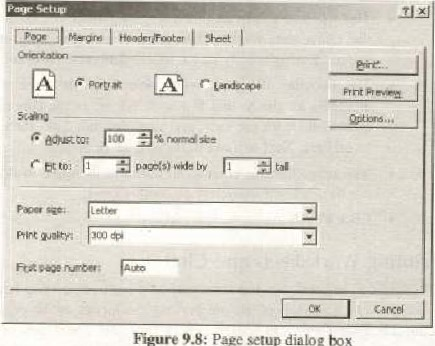 Page Setup
Page Margins Header/Footer Sheet
Orientation
A Portrait A Landscape
Print...
Print Preview
Options...
Scaling
Adjust to: 100 % normal size
Fit to: 1 page(s) wide by 1 tall
Paper size: Letter
Print quality: 300 dpi
First page number: Auto
OK Cancel
Figure 9.8: Page setup dialog box